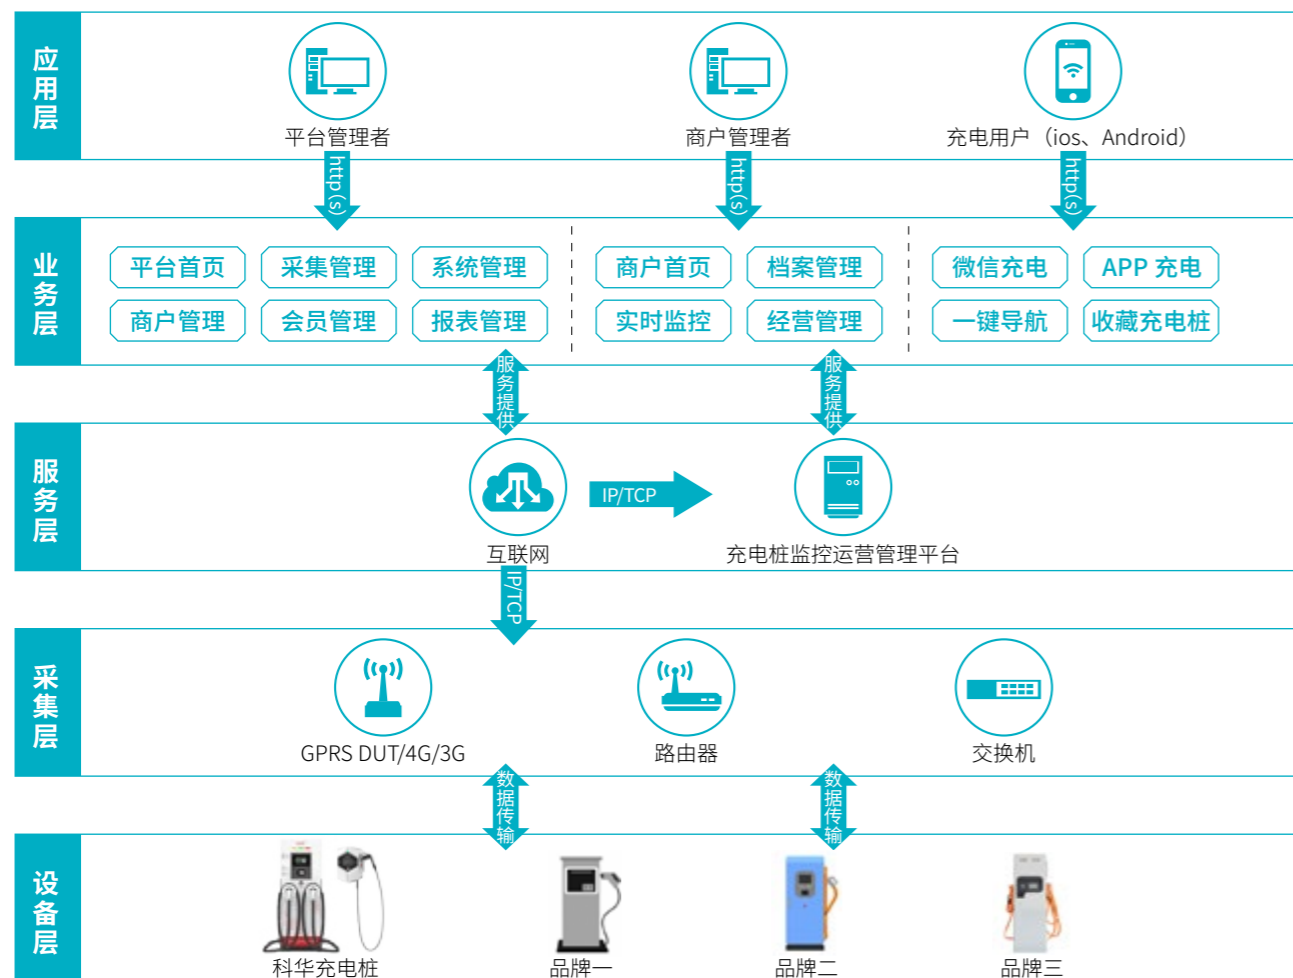 应用层
平台管理者
商户管理者
充电用户（ios、Android）
http(s)
http(s)
http(s)
业务层
平台首页
采集管理
系统管理
商户首页
档案管理
微信充电
APP 充电
商户管理
会员管理
报表管理
实时监控
经营管理
一键导航
收藏充电桩
服务提供
服务提供
服务层
IP/TCP
互联网
充电桩监控运营管理平台
IP/TCP
采集层
GPRS DUT/4G/3G
路由器
交换机
数据传输
数据传输
设备层
科华充电桩
品牌一
品牌二
品牌三